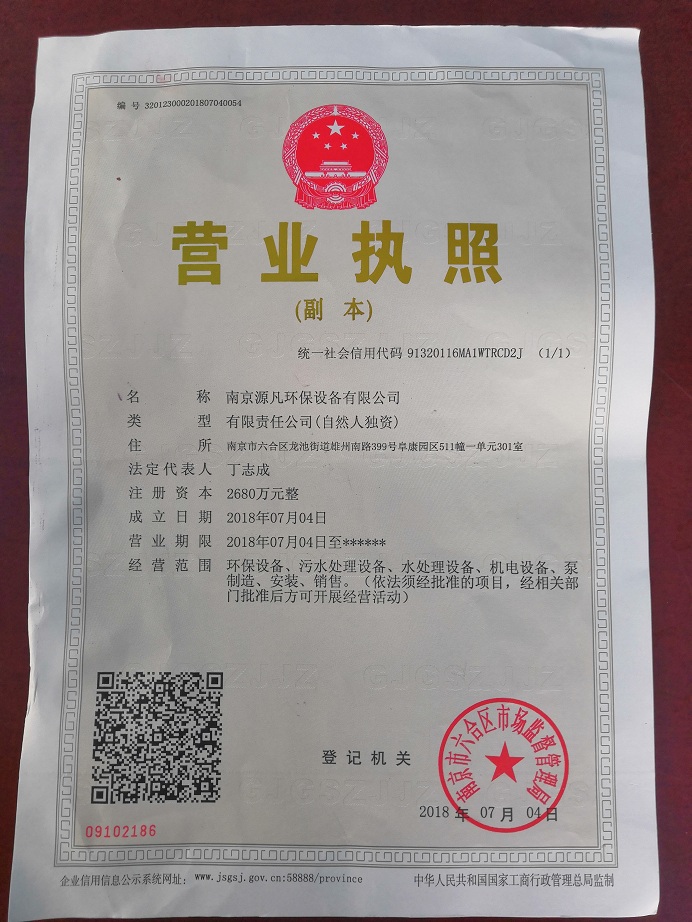 编 号 320123000201807040054
营业执照
(副 本)
统一社会信用代码 91320116MA1WTRCD2J （1/1）
名 称 南京源凡环保设备有限公司
类 型 有限责任公司(自然人独资)
住 所 南京市六合区龙池街道雄州南路399号阜康园区511幢一单元301室
法定代表人 丁志成
注册资本 2680万元整
成立日期 2018年07月04日
营业期限 2018年07月04日至******
经营范围 环保设备、污水处理设备、水处理设备、机电设备、泵
制造、安装、销售。（依法须经批准的项目，经相关部
门批准后方可开展经营活动）
登记机关
南京市六合区市场监督管理局
2018 年 07 月 04 日
09102186
企业信用信息公示系统网址：www.jsgsj.gov.cn:58888/province
中华人民共和国国家工商行政管理总局监制